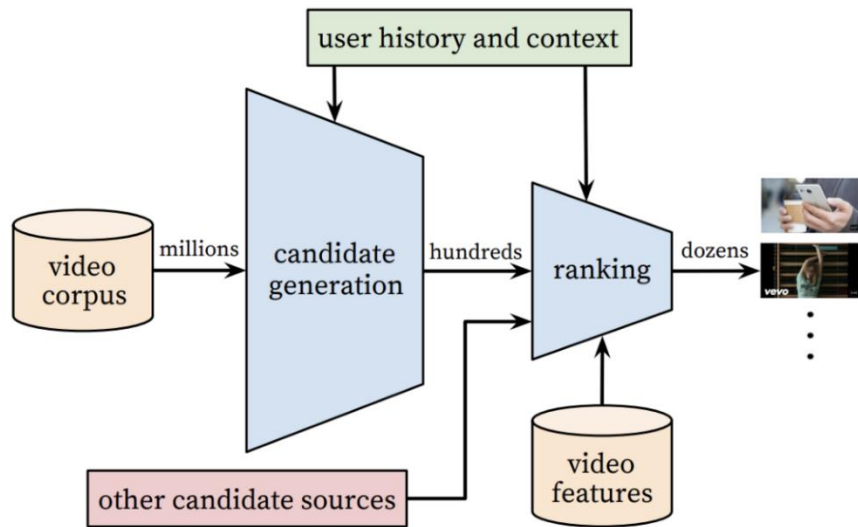 user history and context
millions
video
corpus
candidate
generation
hundreds
ranking
dozens
vevo
video
features
other candidate sources